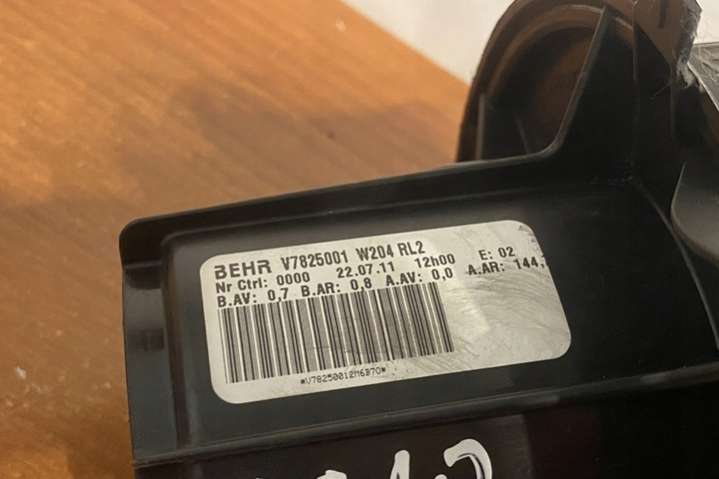 BEHR V7825001 W204 RL2
Nr Ctrl: 0000 22.07.11 12h00 E: 02
B.AV: 0,7 B.AR: 0,8 A.AV: 0,0 A.AR: 144,